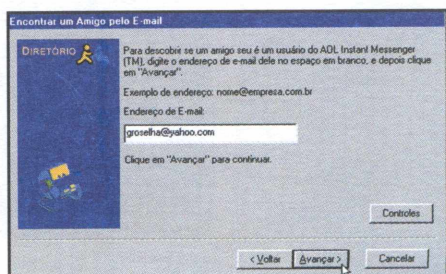 Encontrar um Amigo pelo E-mail
DIRETÓRIO
Para descobrir se um amigo seu é um usuário do AOL Instant Messenger
(TM), digite o endereço de e-mail dele no espaço em branco, e depois clique
em "Avançar".
Exemplo de endereço: nome@empresa.com.br
Endereço de E-mail:
groselha@yahoo.com
Clique em "Avançar" para continuar.
Controles
< Voltar
Avançar >
Cancelar